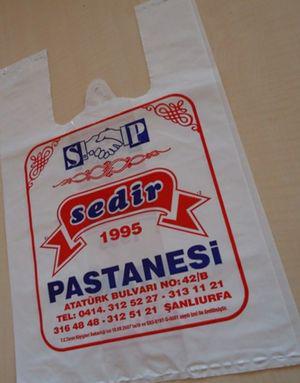 S P
sedir
1995
PASTANESİ
ATATÜRK BULVARI NO: 42/B
TEL: 0414. 312 52 27 - 313 11 21
316 48 48 - 312 51 21 ŞANLIURFA